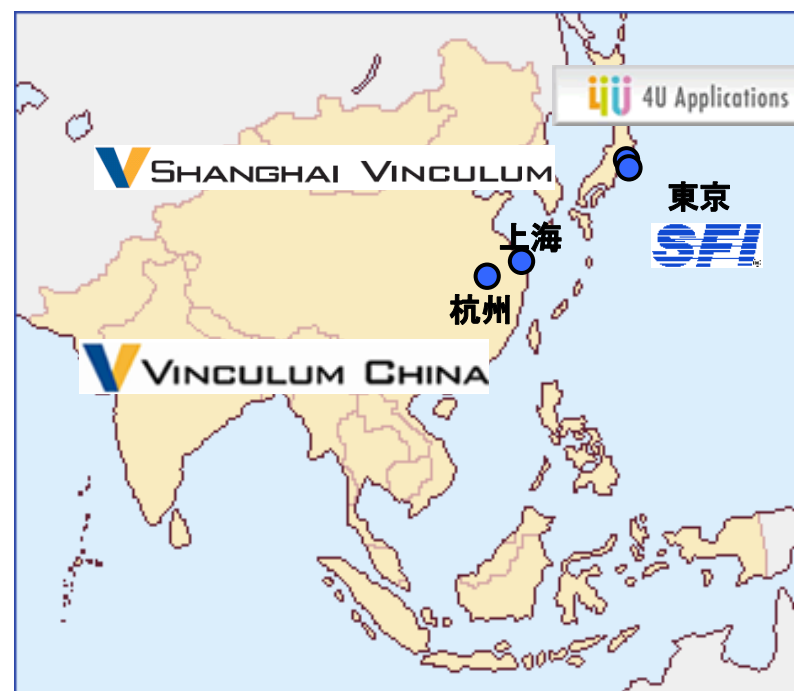 4U Applications
SHANGHAI VINCULUM
東京
SFI
上海
杭州
VINCULUM CHINA